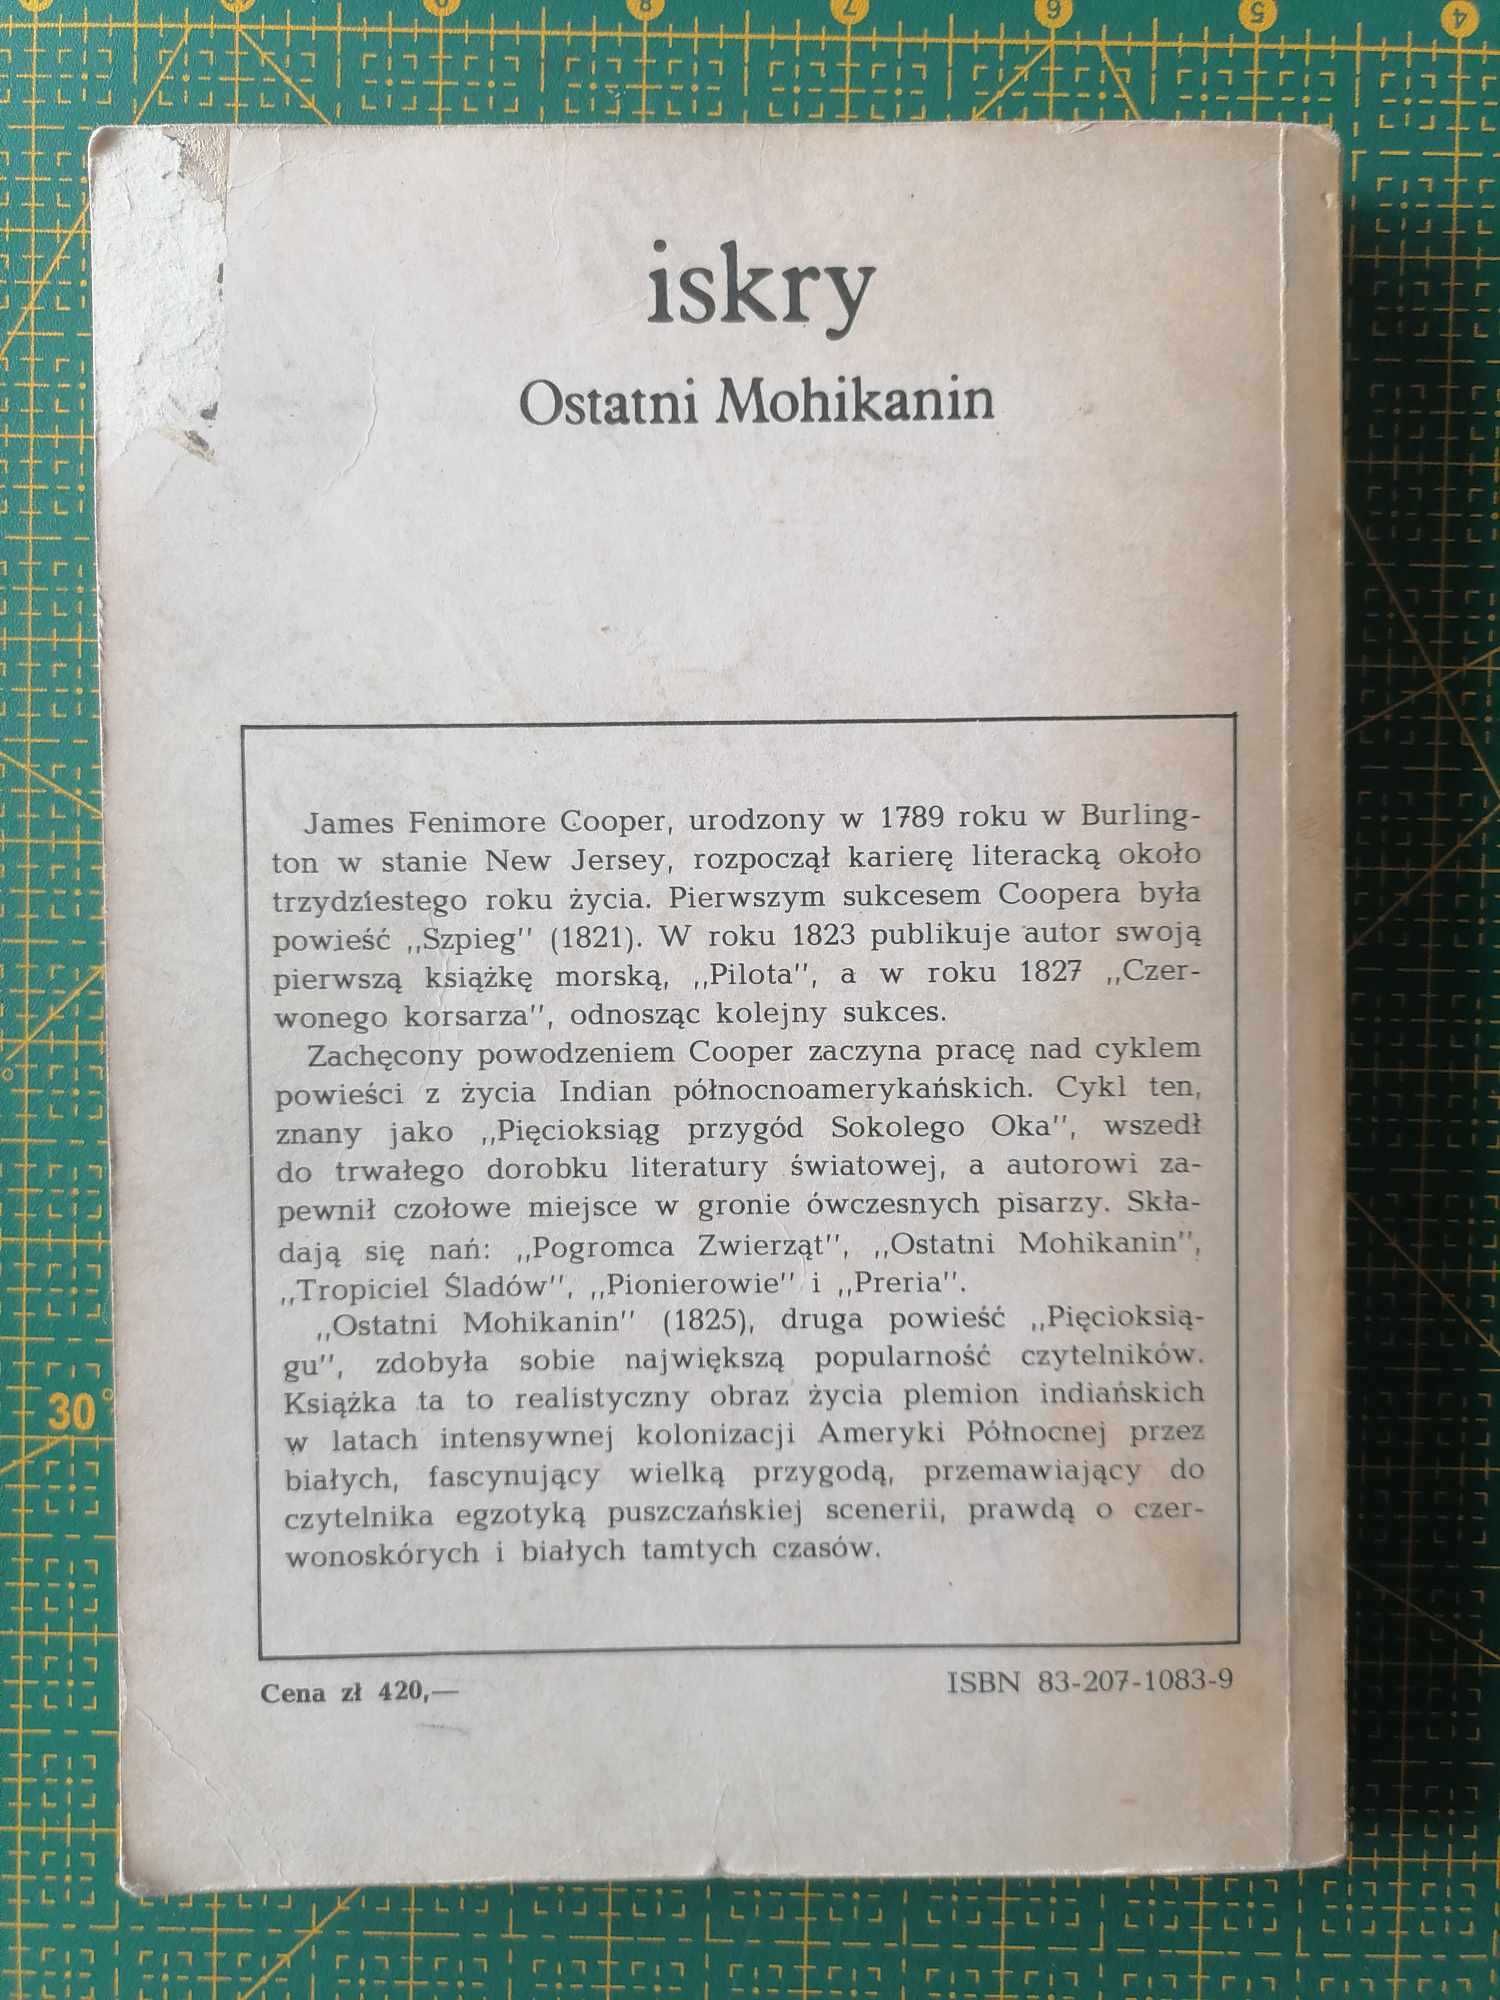 9
8
7
6
5
4
iskry
Ostatni Mohikanin
James Fenimore Cooper, urodzony w 1789 roku w Burling-
ton w stanie New Jersey, rozpoczął karierę literacką około
trzydziestego roku życia. Pierwszym sukcesem Coopera była
powieść „Szpieg" (1821). W roku 1823 publikuje autor swoją
pierwszą książkę morską, „Pilota", a w roku 1827 „Czer-
wonego korsarza", odnosząc kolejny sukces.
Zachęcony powodzeniem Cooper zaczyna pracę nad cyklem
powieści z życia Indian północnoamerykańskich. Cykl ten,
znany jako „Pięcioksiąg przygód Sokolego Oka", wszedł
do trwałego dorobku literatury światowej, a autorowi za-
pewnił czołowe miejsce w gronie ówczesnych pisarzy. Skła-
dają się nań: „Pogromca Zwierząt", „Ostatni Mohikanin",
„Tropiciel Śladów", „Pionierowie" i „Preria".
„Ostatni Mohikanin" (1825), druga powieść „Pięcioksią-
gu", zdobyła sobie największą popularność czytelników.
Książka ta to realistyczny obraz życia plemion indiańskich
w latach intensywnej kolonizacji Ameryki Północnej przez
białych, fascynujący wielką przygodą, przemawiający do
czytelnika egzotyką puszczańskiej scenerii, prawdą o czer-
wonoskórych i białych tamtych czasów.
30°
Cena zł 420,—
ISBN 83-207-1083-9